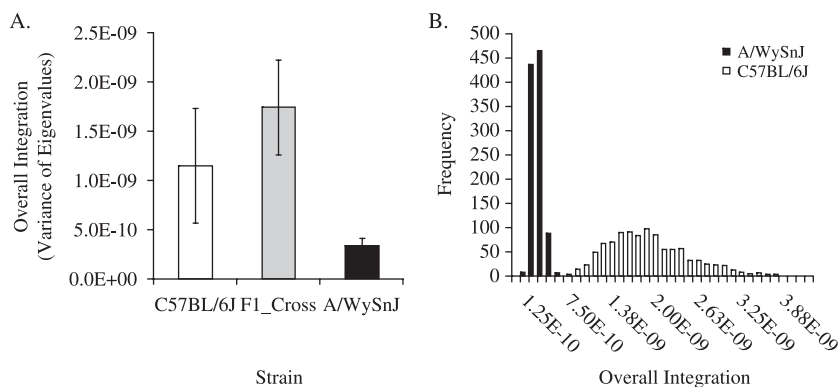 A.
Overall Integration
(Variance of Eigenvalues)
2.5E-09
2.0E-09
1.5E-09
1.0E-09
5.0E-10
0.0E+00
C57BL/6J F1_Cross A/WySnJ
Strain
B.
Frequency
500
450
400
350
300
250
200
150
100
50
0
A/WySnJ
C57BL/6J
1.25E-10
7.50E-10
1.38E-09
2.00E-09
2.63E-09
3.25E-09
3.88E-09
Overall Integration